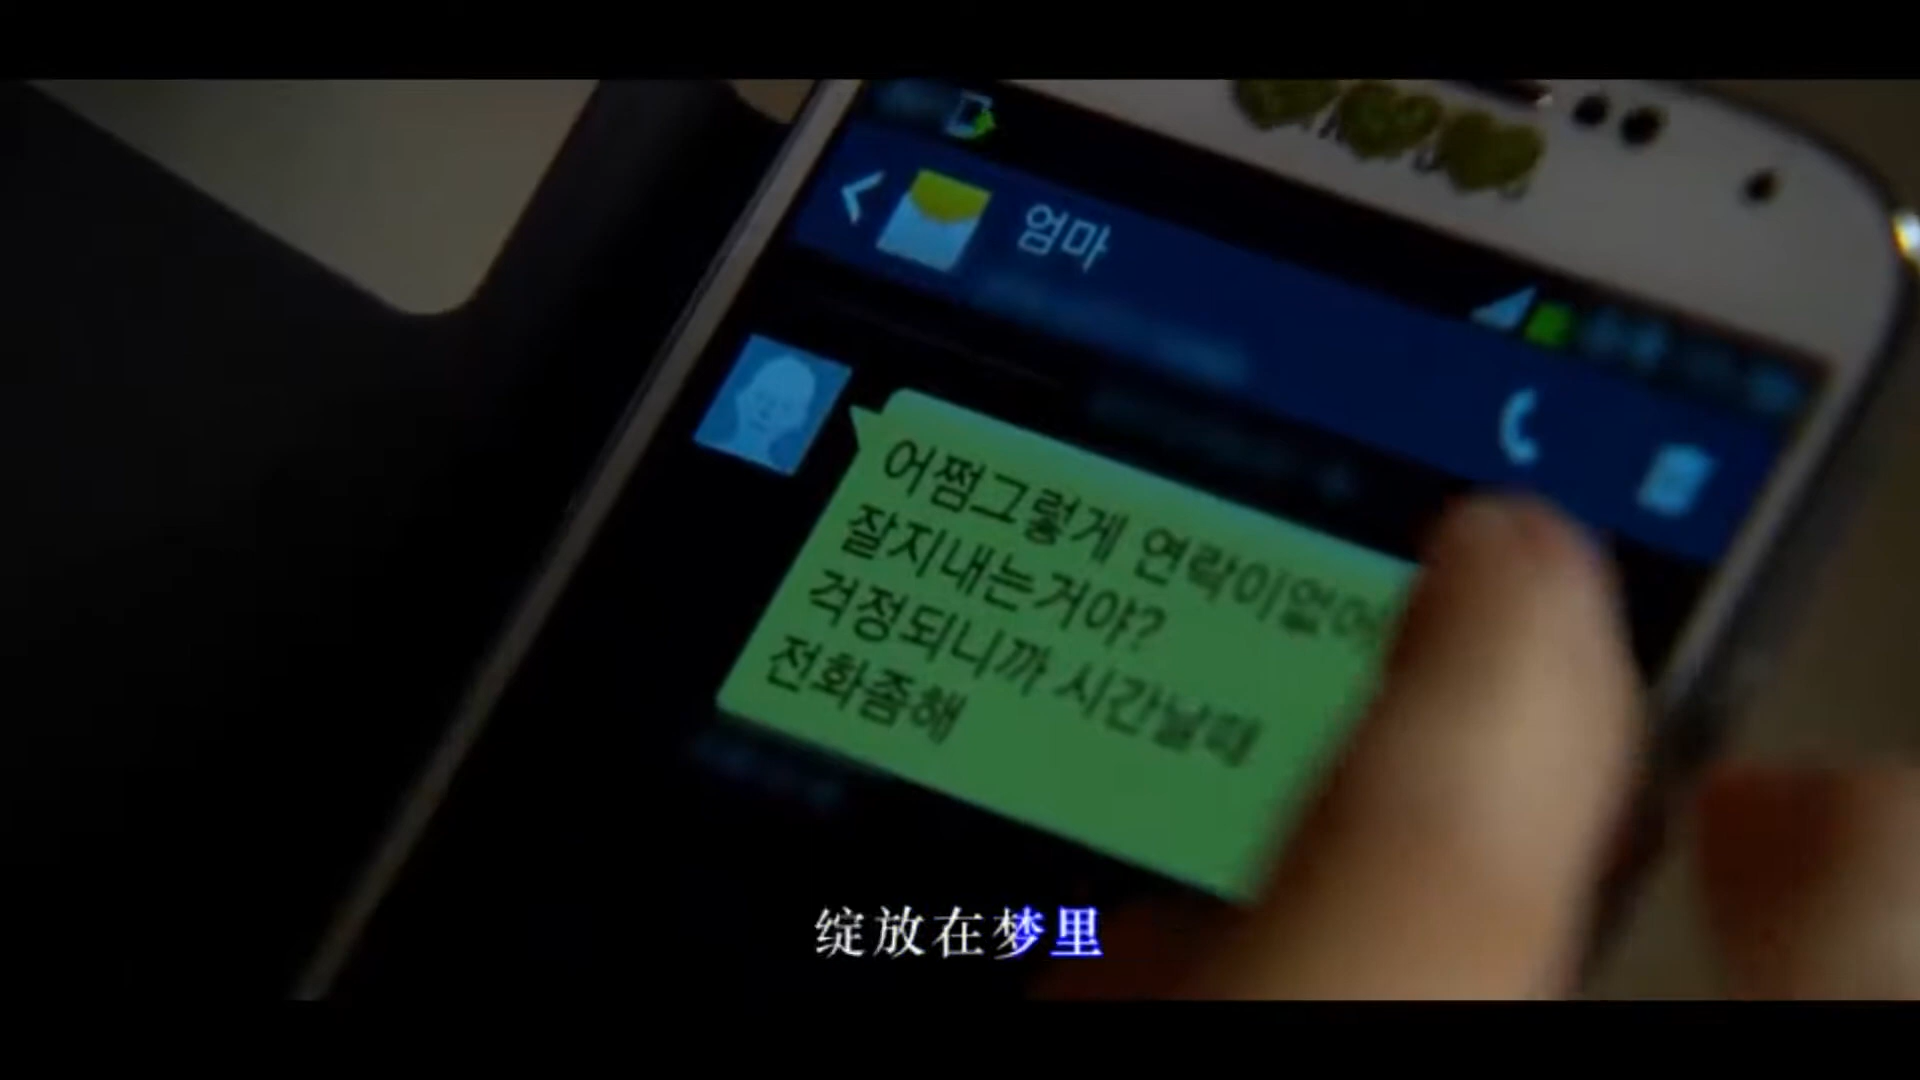 엄마
어쩜그렇게 연락이없어
잘지내는거야?
걱정되니까 시간날때
전화좀해
绽放在梦里